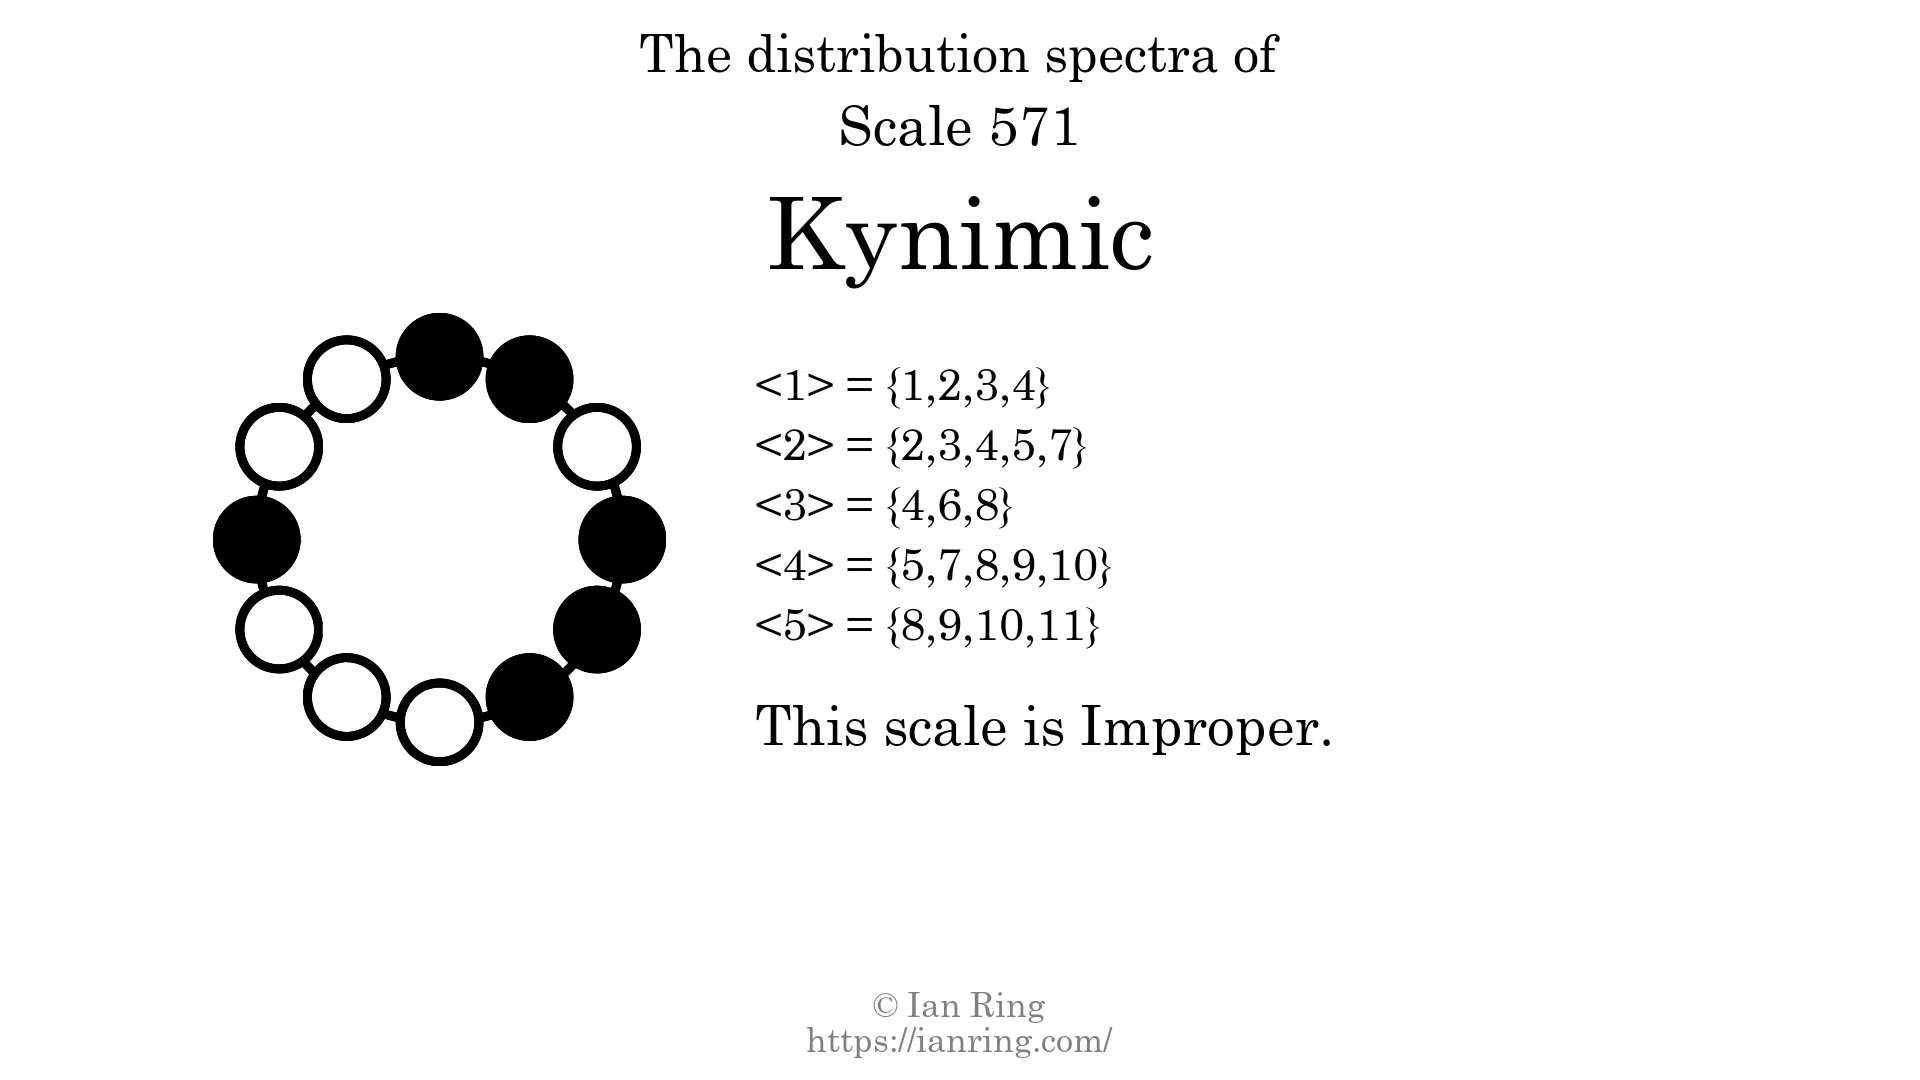 The distribution spectra of
Scale 571
Kynimic
<1> = {1,2,3,4}
<2> = {2,3,4,5,7}
<3> = {4,6,8}
<4> = {5,7,8,9,10}
<5> = {8,9,10,11}
This scale is Improper.
© Ian Ring
https://ianring.com/